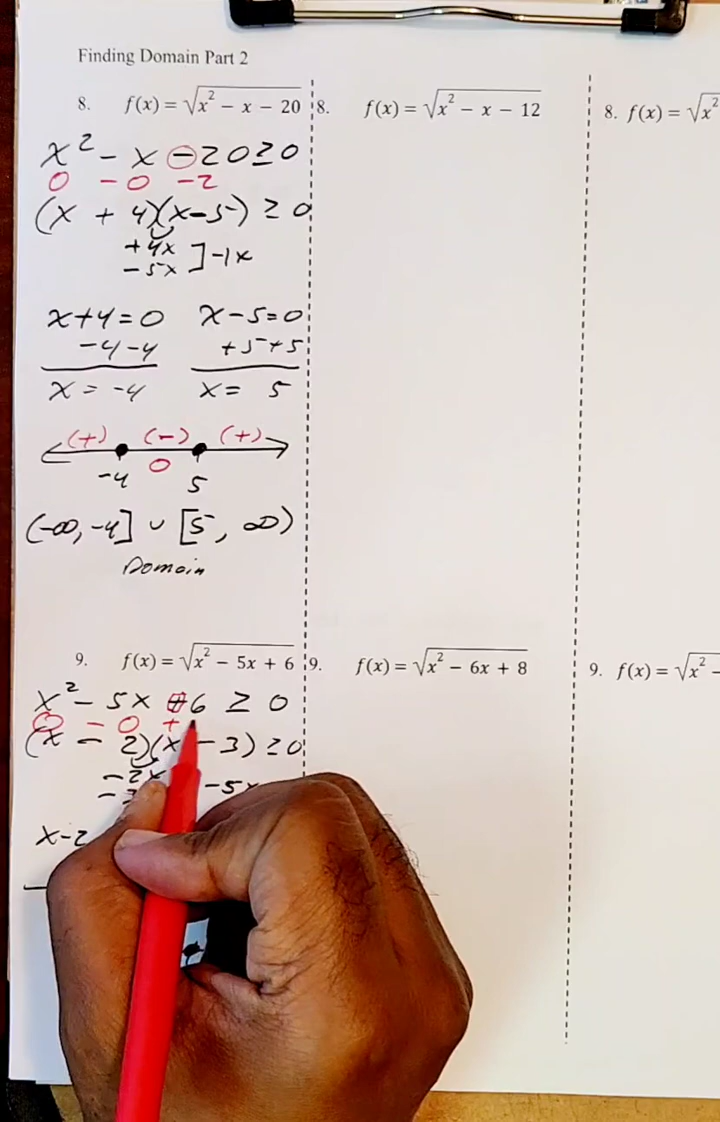 Finding Domain Part 2
8. f(x) = √x² − x − 20
x² − x − 20 ≥ 0
0 − 0 − 2
(x + 4)(x − 5) ≥ 0
+4x
−5x ] −1x
x + 4 = 0 x − 5 = 0
−4 −4 +5 +5
x = −4 x = 5
(+) (−) (+)
0
−4 5
(−∞, −4] ∪ [5, ∞)
Domain
9. f(x) = √x² − 5x + 6
x² − 5x + 6 ≥ 0
0 − 0 +
(x − 2)(x − 3) ≥ 0
−2x
− −5x
x − 2
8. f(x) = √x² − x − 12
9. f(x) = √x² − 6x + 8
8. f(x) = √x²
9. f(x) = √x² −